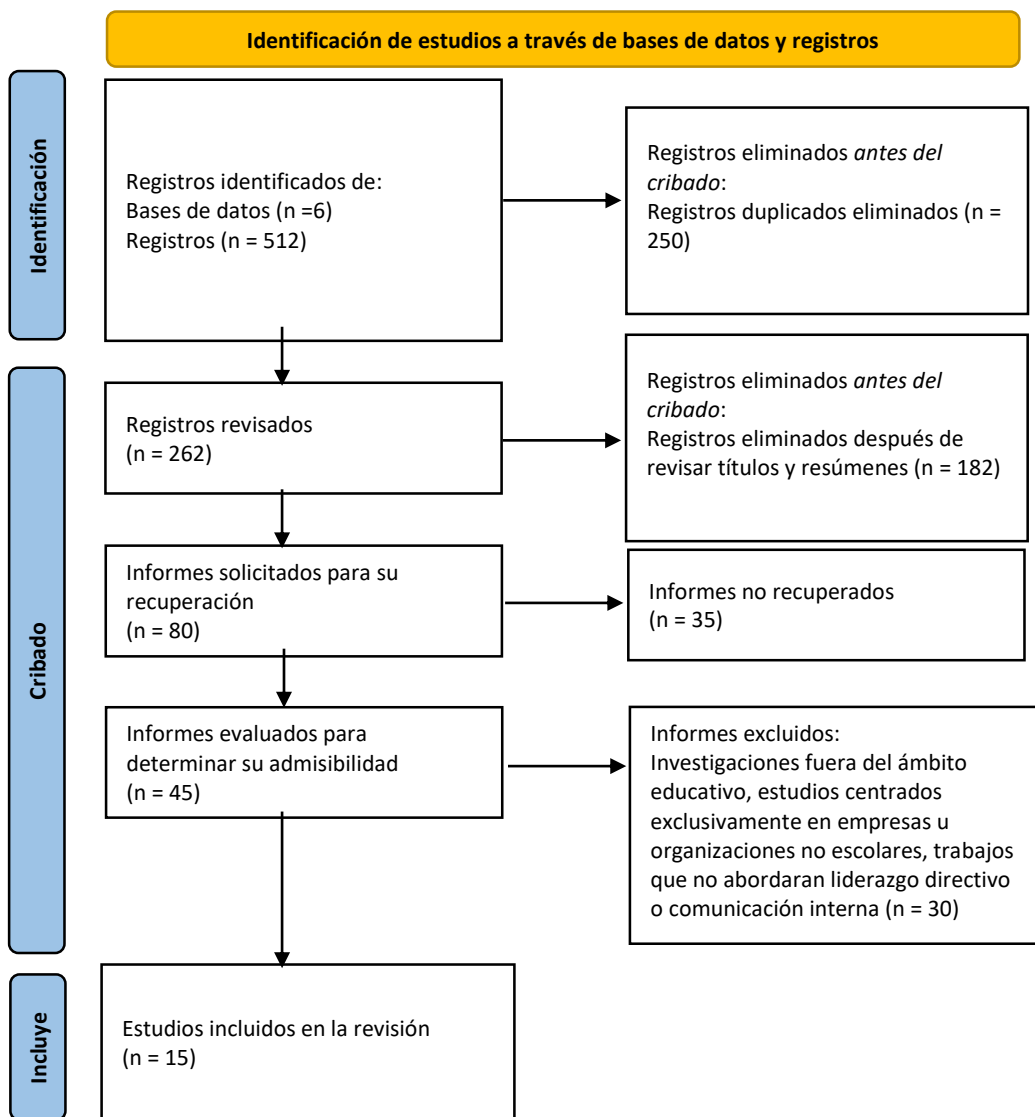 Identificación de estudios a través de bases de datos y registros
Identificación
Registros identificados de:
Bases de datos (n =6)
Registros (n = 512)
Registros eliminados antes del
cribado:
Registros duplicados eliminados (n =
250)
Cribado
Registros revisados
(n = 262)
Registros eliminados antes del
cribado:
Registros eliminados después de
revisar títulos y resúmenes (n = 182)
Informes solicitados para su
recuperación
(n = 80)
Informes no recuperados
(n = 35)
Informes evaluados para
determinar su admisibilidad
(n = 45)
Informes excluidos:
Investigaciones fuera del ámbito
educativo, estudios centrados
exclusivamente en empresas u
organizaciones no escolares, trabajos
que no abordaran liderazgo directivo
o comunicación interna (n = 30)
Incluye
Estudios incluidos en la revisión
(n = 15)